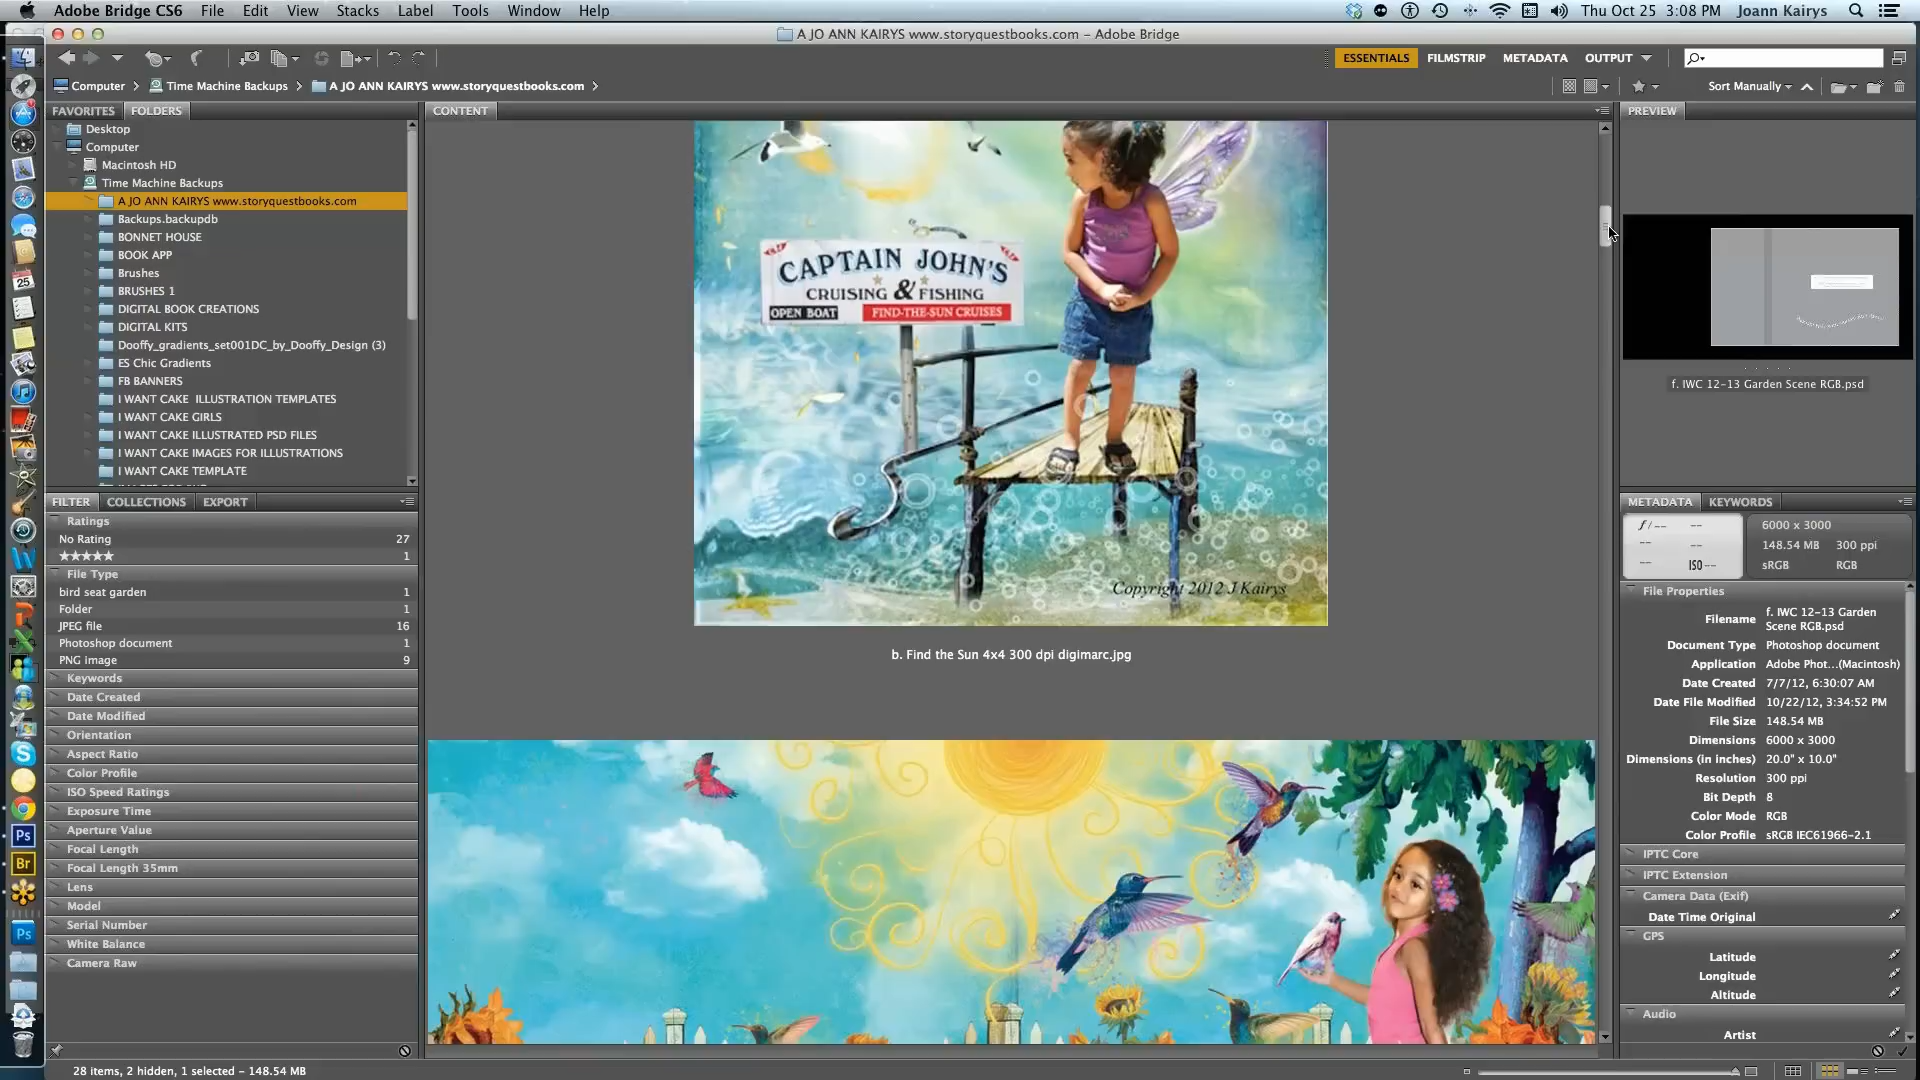 Adobe Bridge CS6 File Edit View Stacks Label Tools Window Help
Thu Oct 25 3:08 PM Joann Kairys
A JO ANN KAIRYS www.storyquestbooks.com – Adobe Bridge
ESSENTIALS FILMSTRIP METADATA OUTPUT
Computer Time Machine Backups A JO ANN KAIRYS www.storyquestbooks.com
Sort Manually
FAVORITES FOLDERS
Desktop
Computer
Macintosh HD
Time Machine Backups
A JO ANN KAIRYS www.storyquestbooks.com
Backups.backupdb
BONNET HOUSE
BOOK APP
Brushes
BRUSHES 1
DIGITAL BOOK CREATIONS
DIGITAL KITS
Dooffy_gradients_set001DC_by_Dooffy_Design (3)
ES Chic Gradients
FB BANNERS
I WANT CAKE ILLUSTRATION TEMPLATES
I WANT CAKE GIRLS
I WANT CAKE ILLUSTRATED PSD FILES
I WANT CAKE IMAGES FOR ILLUSTRATIONS
I WANT CAKE TEMPLATE
FILTER COLLECTIONS EXPORT
Ratings
No Rating 27
★★★★★ 1
File Type
bird seat garden 1
Folder 1
JPEG file 16
Photoshop document 1
PNG image 9
Keywords
Date Created
Date Modified
Orientation
Aspect Ratio
Color Profile
ISO Speed Ratings
Exposure Time
Aperture Value
Focal Length
Focal Length 35mm
Lens
Model
Serial Number
White Balance
Camera Raw
28 items, 2 hidden, 1 selected – 148.54 MB
CONTENT
CAPTAIN JOHN'S
CRUISING & FISHING
OPEN BOAT FIND-THE-SUN CRUISES
Copyright 2012 J Kairys
b. Find the Sun 4x4 300 dpi digimarc.jpg
PREVIEW
f. IWC 12-13 Garden Scene RGB.psd
METADATA KEYWORDS
f/-- --
-- --
-- ISO --
6000 x 3000
148.54 MB 300 ppi
sRGB RGB
File Properties
Filename f. IWC 12-13 Garden
Scene RGB.psd
Document Type Photoshop document
Application Adobe Phot...(Macintosh)
Date Created 7/7/12, 6:30:07 AM
Date File Modified 10/22/12, 3:34:52 PM
File Size 148.54 MB
Dimensions 6000 x 3000
Dimensions (in inches) 20.0" x 10.0"
Resolution 300 ppi
Bit Depth 8
Color Mode RGB
Color Profile sRGB IEC61966-2.1
IPTC Core
IPTC Extension
Camera Data (Exif)
Date Time Original
GPS
Latitude
Longitude
Altitude
Audio
Artist
25
Ps
Br
Ps